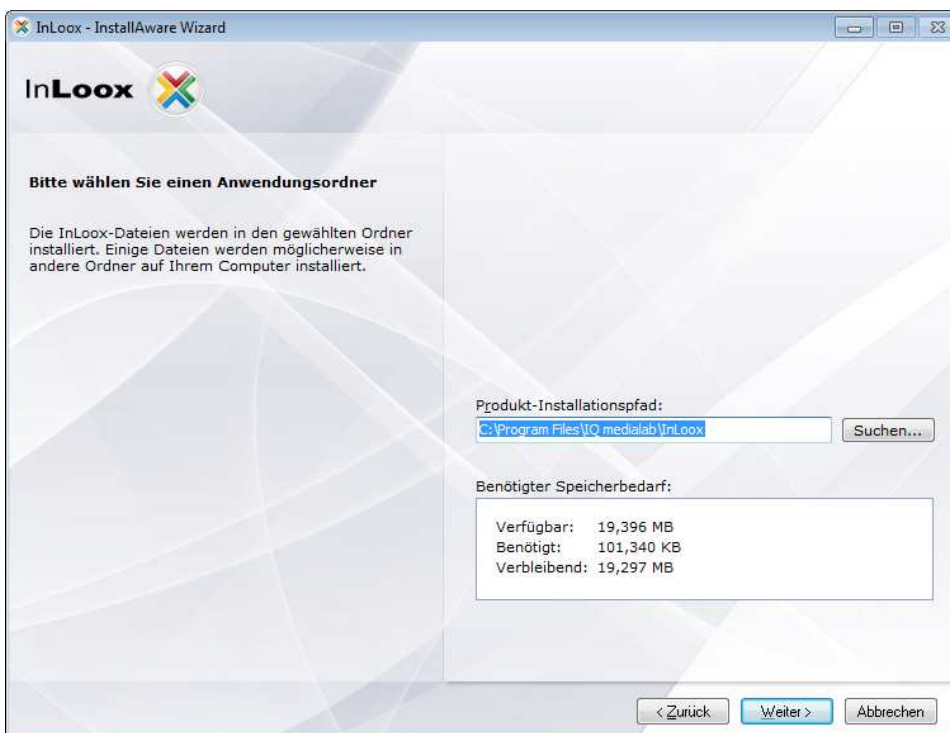 InLoox - InstallAware Wizard
InLoox
Bitte wählen Sie einen Anwendungsordner
Die InLoox-Dateien werden in den gewählten Ordner
installiert. Einige Dateien werden möglicherweise in
andere Ordner auf Ihrem Computer installiert.
Produkt-Installationspfad:
C:\Program Files\IQ medialab\InLoox
Suchen...
Benötigter Speicherbedarf:
Verfügbar: 19,396 MB
Benötigt: 101,340 KB
Verbleibend: 19,297 MB
< Zurück
Weiter >
Abbrechen